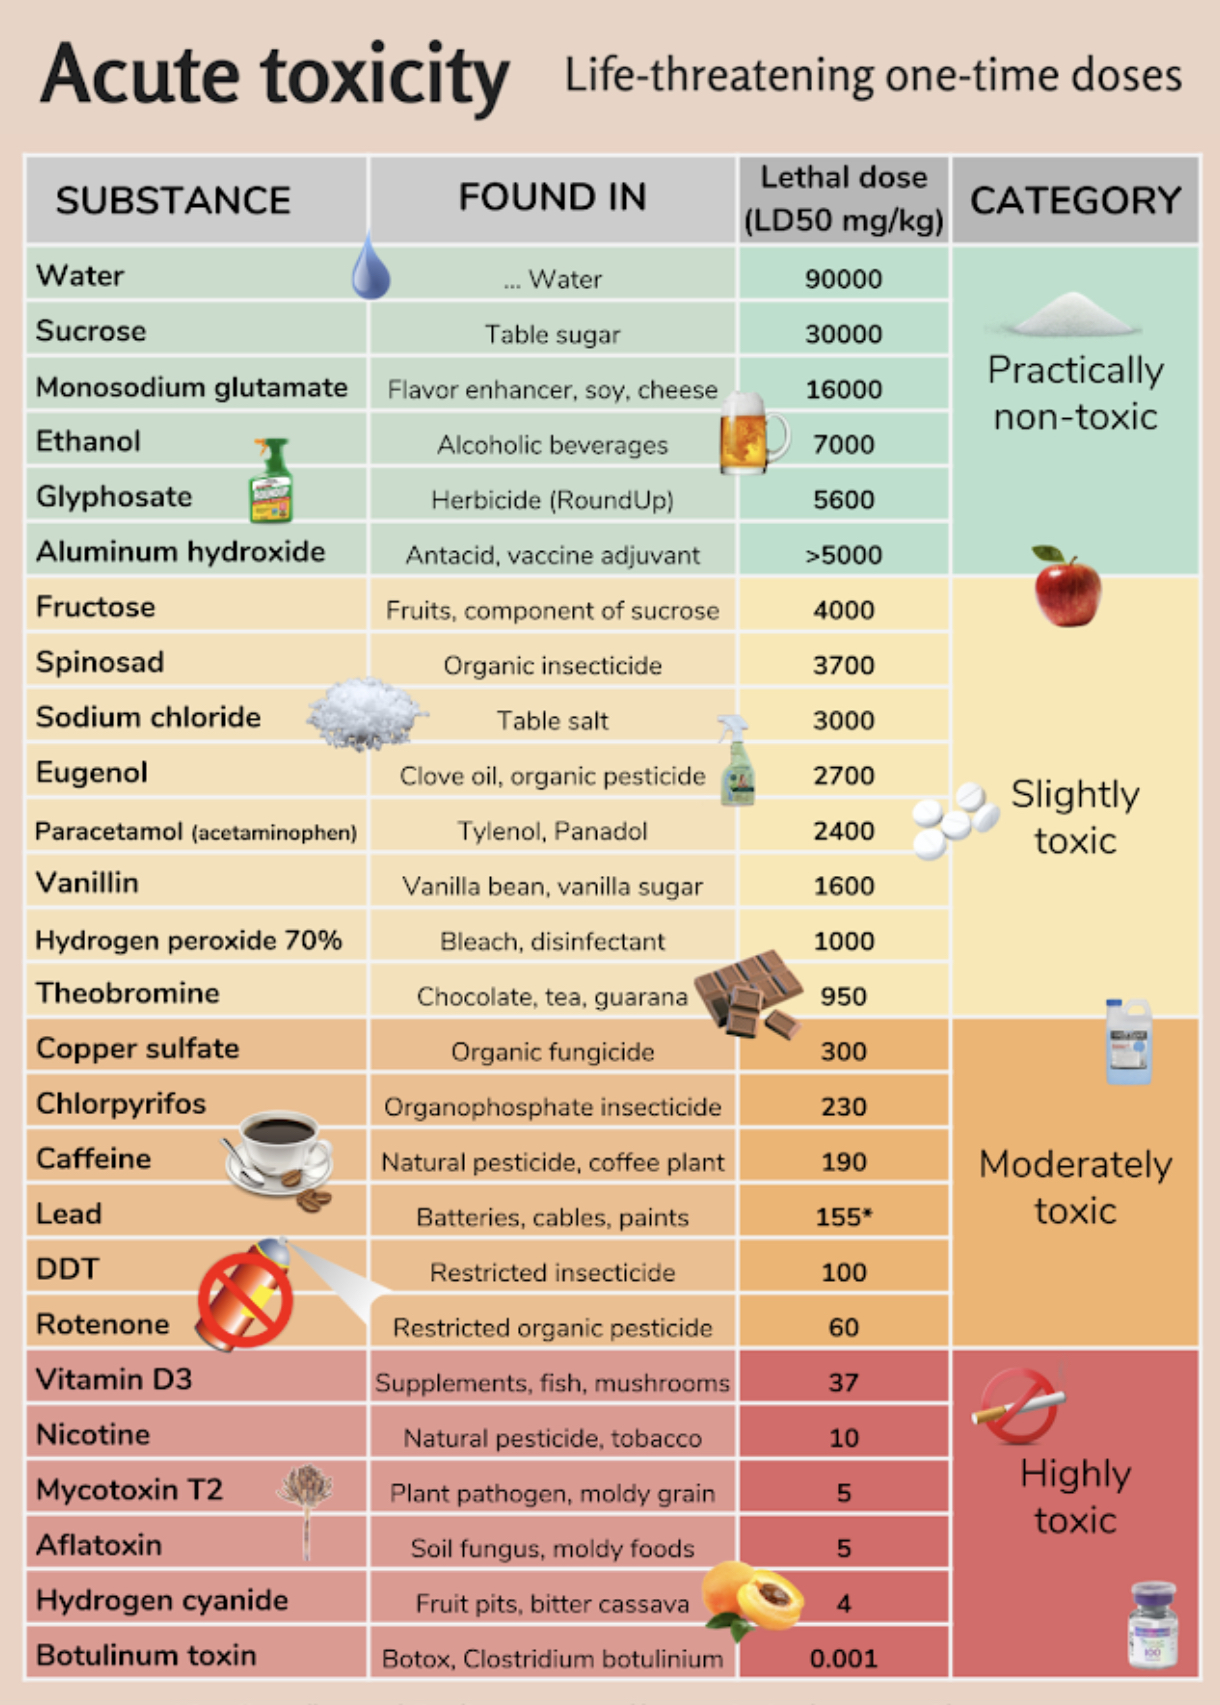 Acute toxicity Life-threatening one-time doses
SUBSTANCE FOUND IN Lethal dose (LD50 mg/kg) CATEGORY
Water ... Water 90000
Sucrose Table sugar 30000
Monosodium glutamate Flavor enhancer, soy, cheese 16000
Practically non-toxic
Ethanol Alcoholic beverages 7000
Glyphosate Herbicide (RoundUp) 5600
Aluminum hydroxide Antacid, vaccine adjuvant >5000
Fructose Fruits, component of sucrose 4000
Spinosad Organic insecticide 3700
Sodium chloride Table salt 3000
Eugenol Clove oil, organic pesticide 2700
Slightly toxic
Paracetamol (acetaminophen) Tylenol, Panadol 2400
Vanillin Vanilla bean, vanilla sugar 1600
Hydrogen peroxide 70% Bleach, disinfectant 1000
Theobromine Chocolate, tea, guarana 950
Copper sulfate Organic fungicide 300
Chlorpyrifos Organophosphate insecticide 230
Caffeine Natural pesticide, coffee plant 190
Moderately toxic
Lead Batteries, cables, paints 155*
DDT Restricted insecticide 100
Rotenone Restricted organic pesticide 60
Vitamin D3 Supplements, fish, mushrooms 37
Nicotine Natural pesticide, tobacco 10
Mycotoxin T2 Plant pathogen, moldy grain 5
Highly toxic
Aflatoxin Soil fungus, moldy foods 5
Hydrogen cyanide Fruit pits, bitter cassava 4
Botulinum toxin Botox, Clostridium botulinium 0.001
100